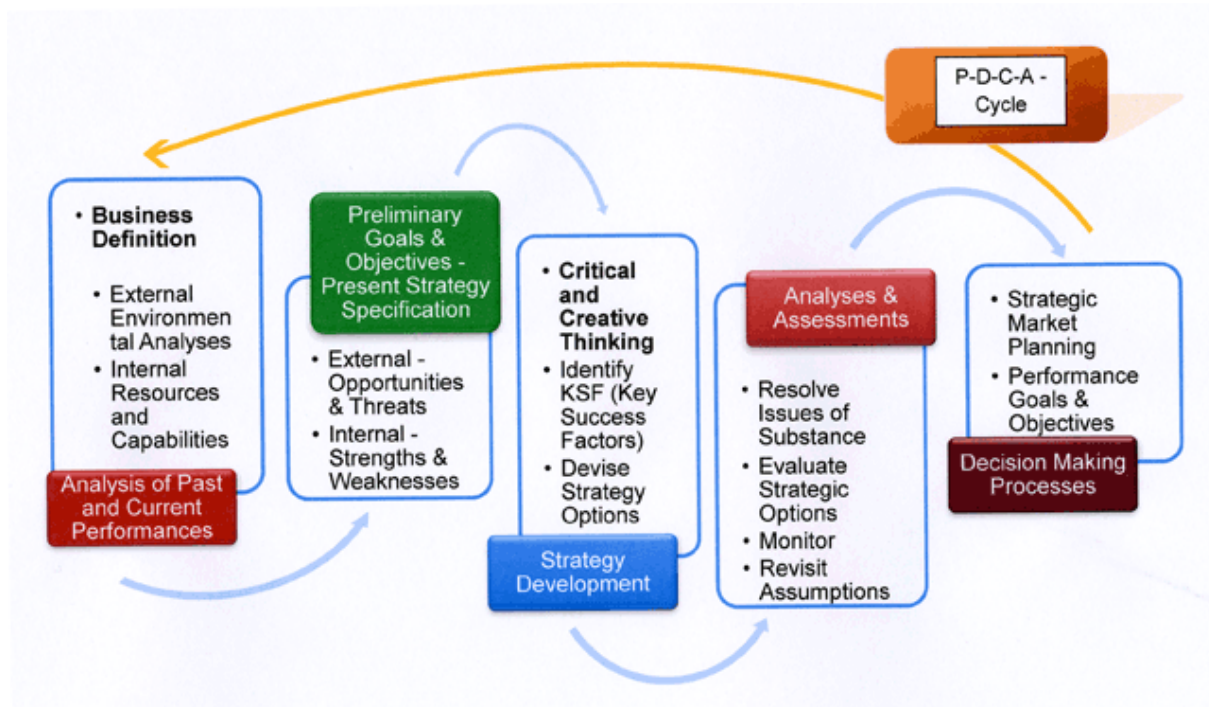 P-D-C-A -
Cycle
• Business
Definition
• External
Environmen
tal Analyses
• Internal
Resources
and
Capabilities
Analysis of Past
and Current
Performances
Preliminary
Goals &
Objectives -
Present Strategy
Specification
• External -
Opportunities
& Threats
• Internal -
Strengths &
Weaknesses
• Critical
and
Creative
Thinking
• Identify
KSF (Key
Success
Factors)
• Devise
Strategy
Options
Strategy
Development
Analyses &
Assessments
• Resolve
Issues of
Substance
• Evaluate
Strategic
Options
• Monitor
• Revisit
Assumptions
• Strategic
Market
Planning
• Performance
Goals &
Objectives
Decision Making
Processes